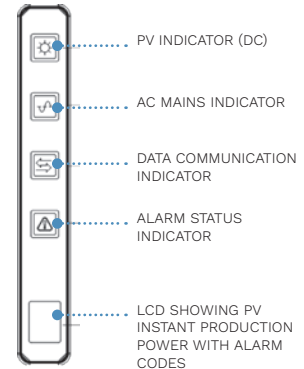 PV INDICATOR (DC)
AC MAINS INDICATOR
DATA COMMUNICATION
INDICATOR
ALARM STATUS
INDICATOR
LCD SHOWING PV
INSTANT PRODUCTION
POWER WITH ALARM
CODES